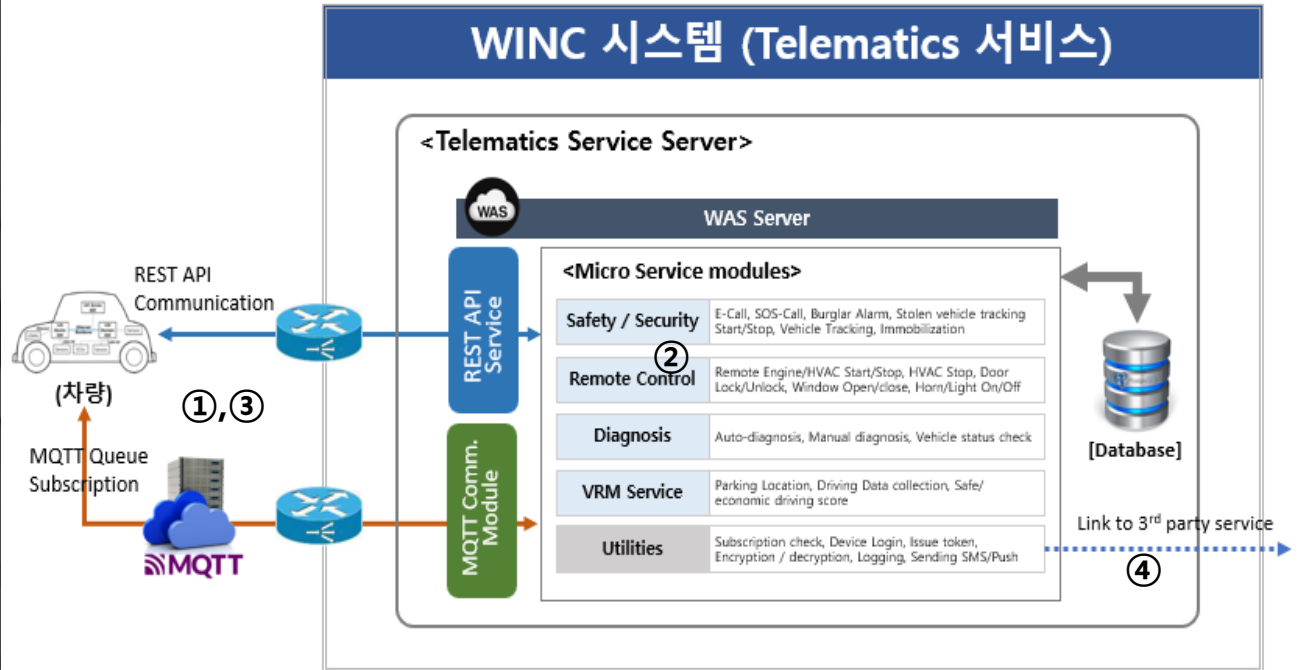 WINC 시스템 (Telematics 서비스)
<Telematics Service Server>
WAS
WAS Server
REST API
Communication
REST API
Service
<Micro Service modules>
Safety / Security
E-Call, SOS-Call, Burglar Alarm, Stolen vehicle tracking
Start/Stop, Vehicle Tracking, Immobilization
②
Remote Control
Remote Engine/HVAC Start/Stop, HVAC Stop, Door
Lock/Unlock, Window Open/close, Horn/Light On/Off
(차량)
①,③
Diagnosis
Auto-diagnosis, Manual diagnosis, Vehicle status check
[Database]
MQTT Queue
Subscription
MQTT Comm.
Module
VRM Service
Parking Location, Driving Data collection, Safe/
economic driving score
Link to 3rd party service
Utilities
Subscription check, Device Login, Issue token,
Encryption / decryption, Logging, Sending SMS/Push
MQTT
④